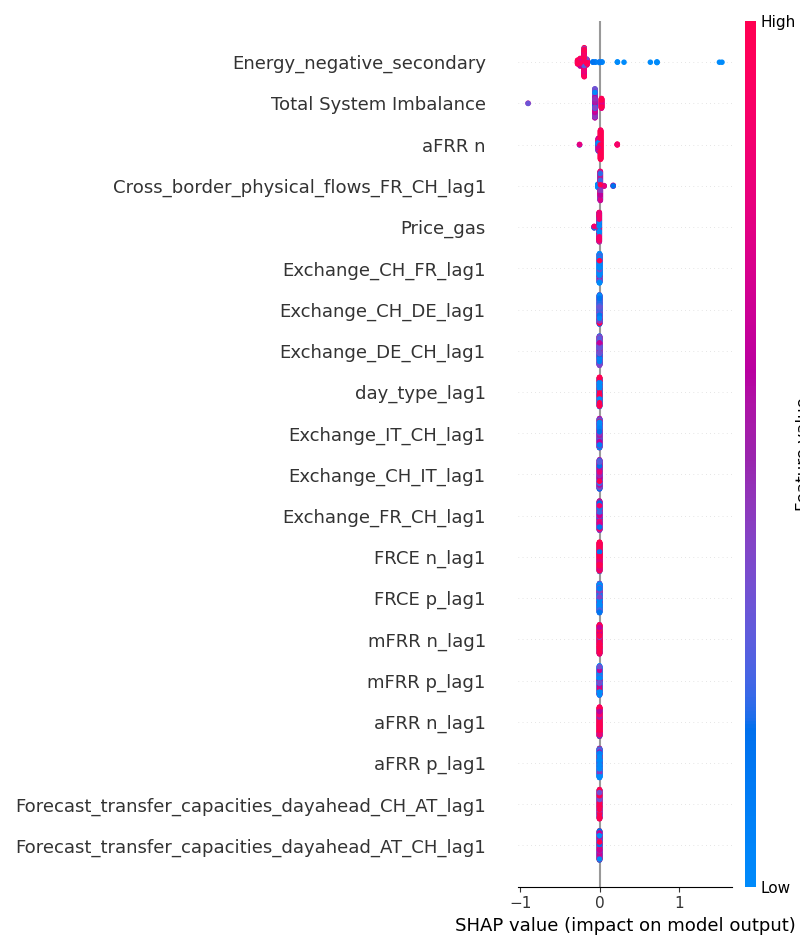 High
Energy_negative_secondary
Total System Imbalance
aFRR n
Cross_border_physical_flows_FR_CH_lag1
Price_gas
Exchange_CH_FR_lag1
Exchange_CH_DE_lag1
Exchange_DE_CH_lag1
day_type_lag1
Exchange_IT_CH_lag1
Exchange_CH_IT_lag1
Exchange_FR_CH_lag1
FRCE n_lag1
FRCE p_lag1
mFRR n_lag1
mFRR p_lag1
aFRR n_lag1
aFRR p_lag1
Forecast_transfer_capacities_dayahead_CH_AT_lag1
Forecast_transfer_capacities_dayahead_AT_CH_lag1
Low
−1 0 1
SHAP value (impact on model output)